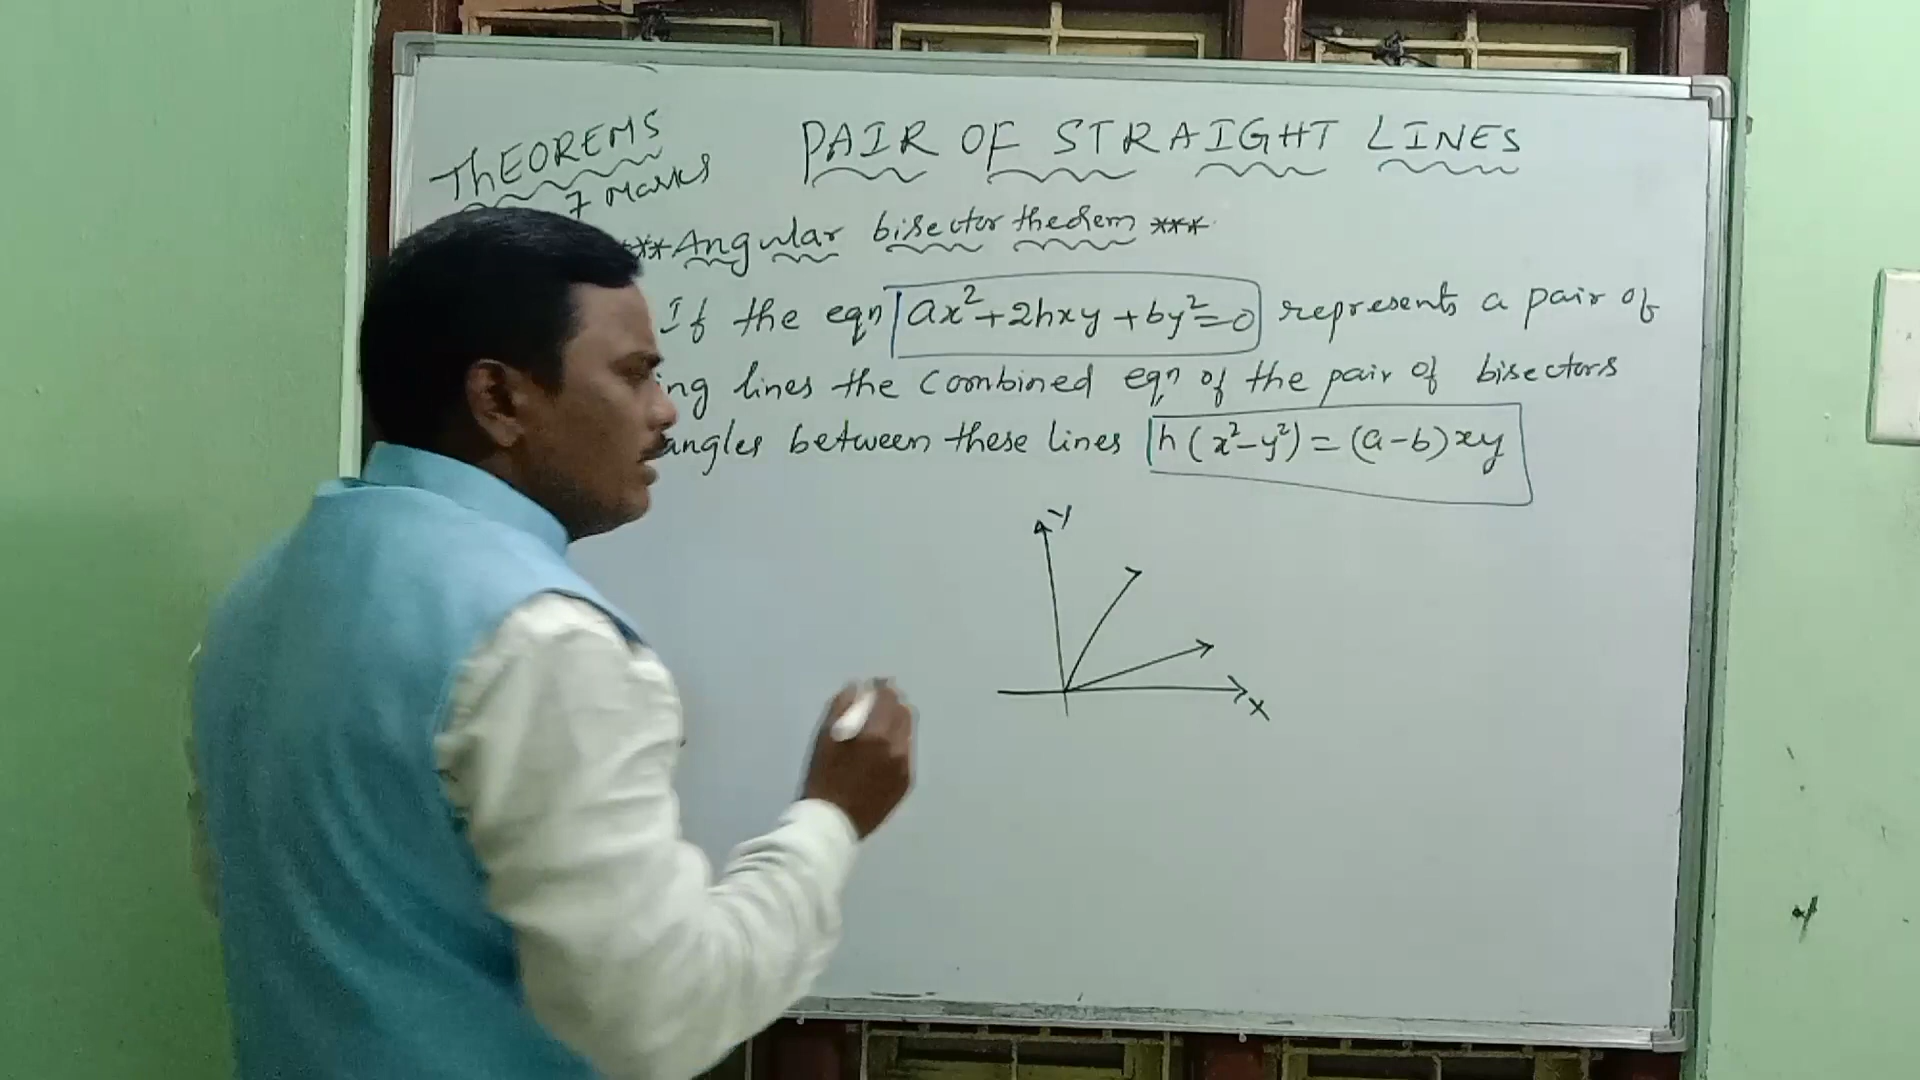 THEOREMS
7 Marks
PAIR OF STRAIGHT LINES
***Angular bisector theorem ***
If the eqn ax²+2hxy+by²=0 represents a pair of
lines the combined eqn of the pair of bisectors
angles between these lines h(x²-y²)=(a-b)xy
Y
X